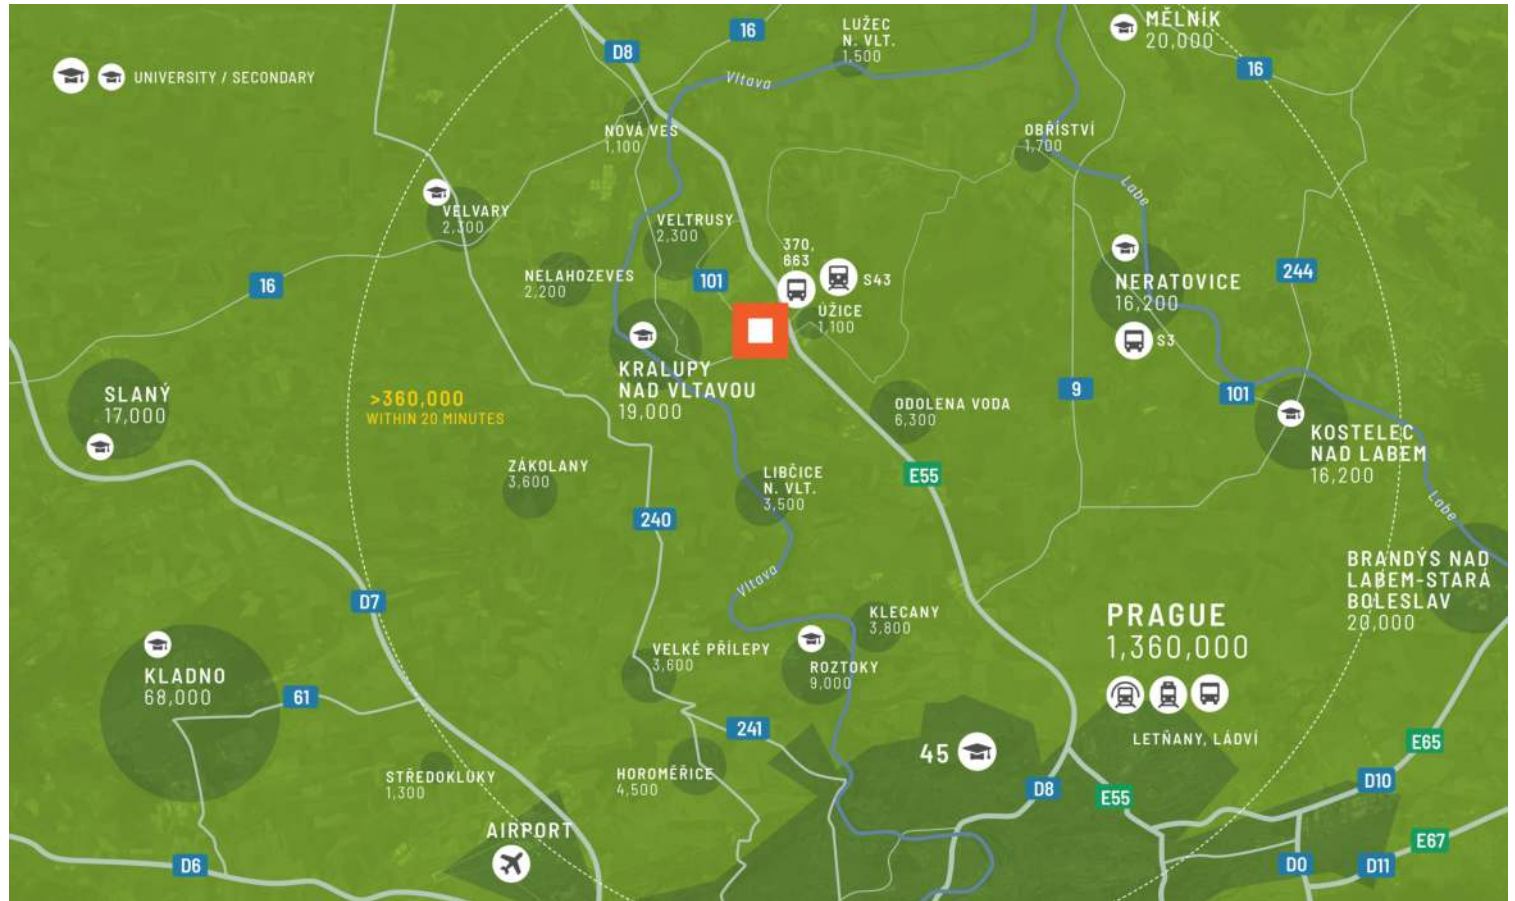 UNIVERSITY / SECONDARY
D8
16
LUŽEC
N. VLT.
1,500
MĚLNÍK
20,000
16
Vltava
NOVÁ VES
1,100
OBŘÍSTVÍ
1,700
Labe
VELVARY
2,300
VELTRUSY
2,300
370,
663
S43
NELAHOZEVES
2,200
101
16
ÚŽICE
1,100
NERATOVICE
16,200
S3
244
KRALUPY
NAD VLTAVOU
19,000
SLANÝ
17,000
>360,000
WITHIN 20 MINUTES
ODOLENA VODA
6,300
9
101
KOSTELEC
NAD LABEM
16,200
ZÁKOLANY
3,600
LIBČICE
N. VLT.
3,500
E55
240
Labe
Vltava
D7
BRANDÝS NAD
LABEM-STARÁ
BOLESLAV
20,000
KLECANY
3,800
PRAGUE
1,360,000
LETŇANY, LÁDVÍ
KLADNO
68,000
61
VELKÉ PŘÍLEPY
3,600
ROZTOKY
9,000
241
45
STŘEDOKLUKY
1,300
HOROMĚŘICE
4,500
D8
E55
E65
D10
AIRPORT
D6
D0
D11
E67